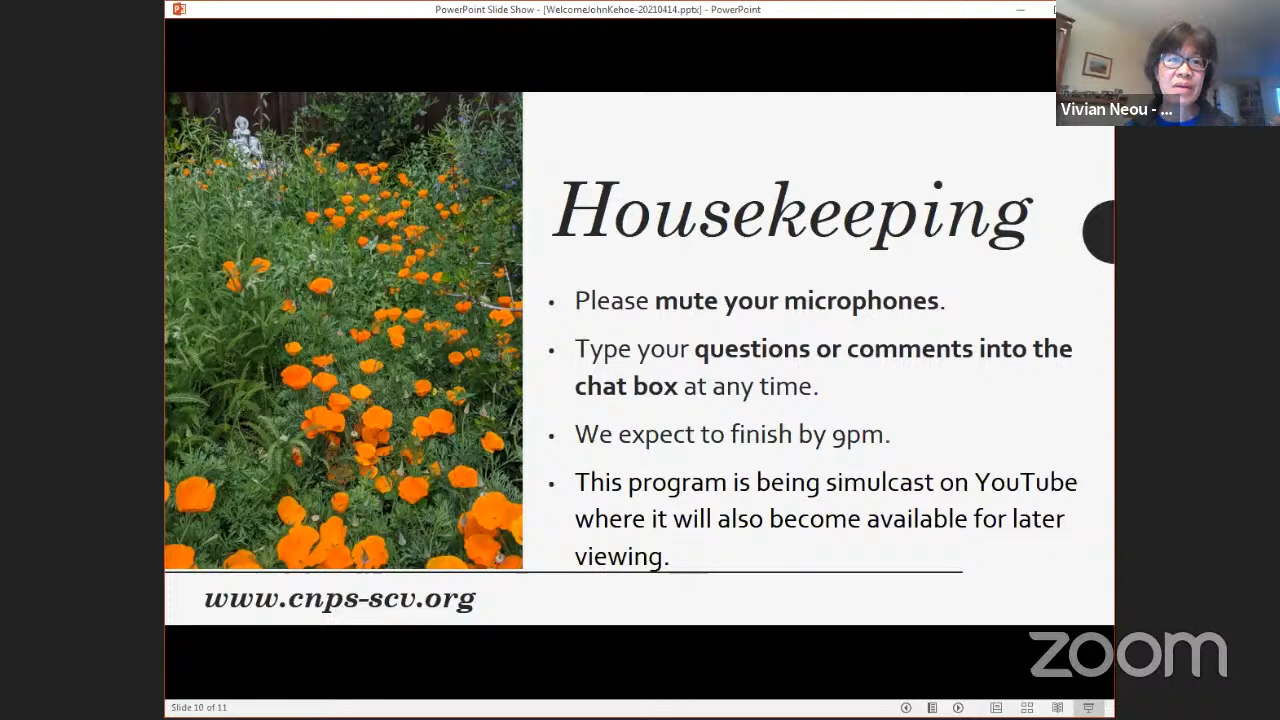 PowerPoint Slide Show - [WelcomeJohnKehoe-20210414.pptx] - PowerPoint
Vivian Neou - ...
Housekeeping
• Please mute your microphones.
• Type your questions or comments into the
chat box at any time.
• We expect to finish by 9pm.
• This program is being simulcast on YouTube
where it will also become available for later
viewing.
www.cnps-scv.org
zoom
Slide 10 of 11